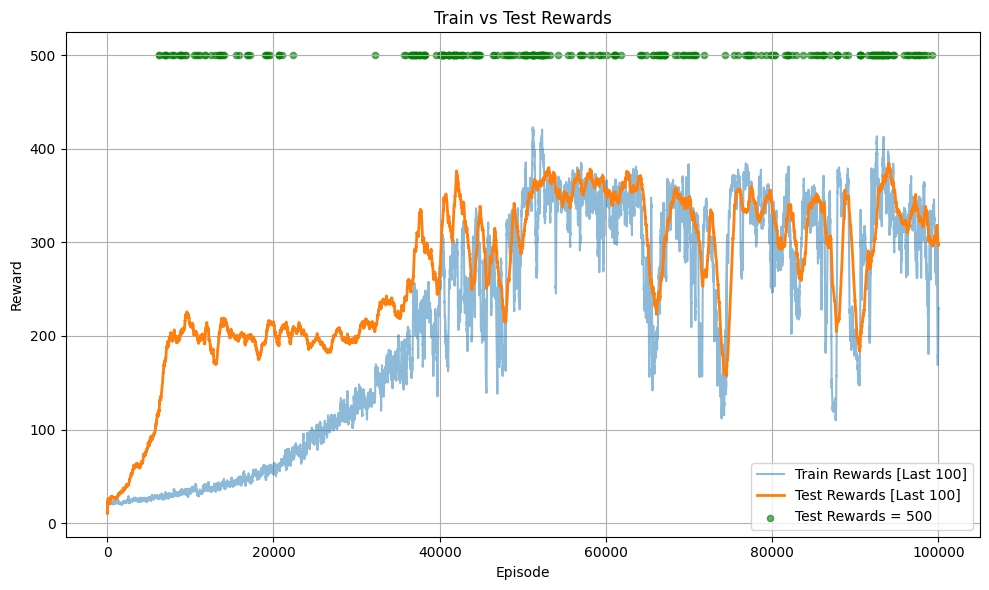 Train vs Test Rewards
500
400
300
200
100
0
Reward
0
20000
40000
60000
80000
100000
Episode
Train Rewards [Last 100]
Test Rewards [Last 100]
Test Rewards = 500